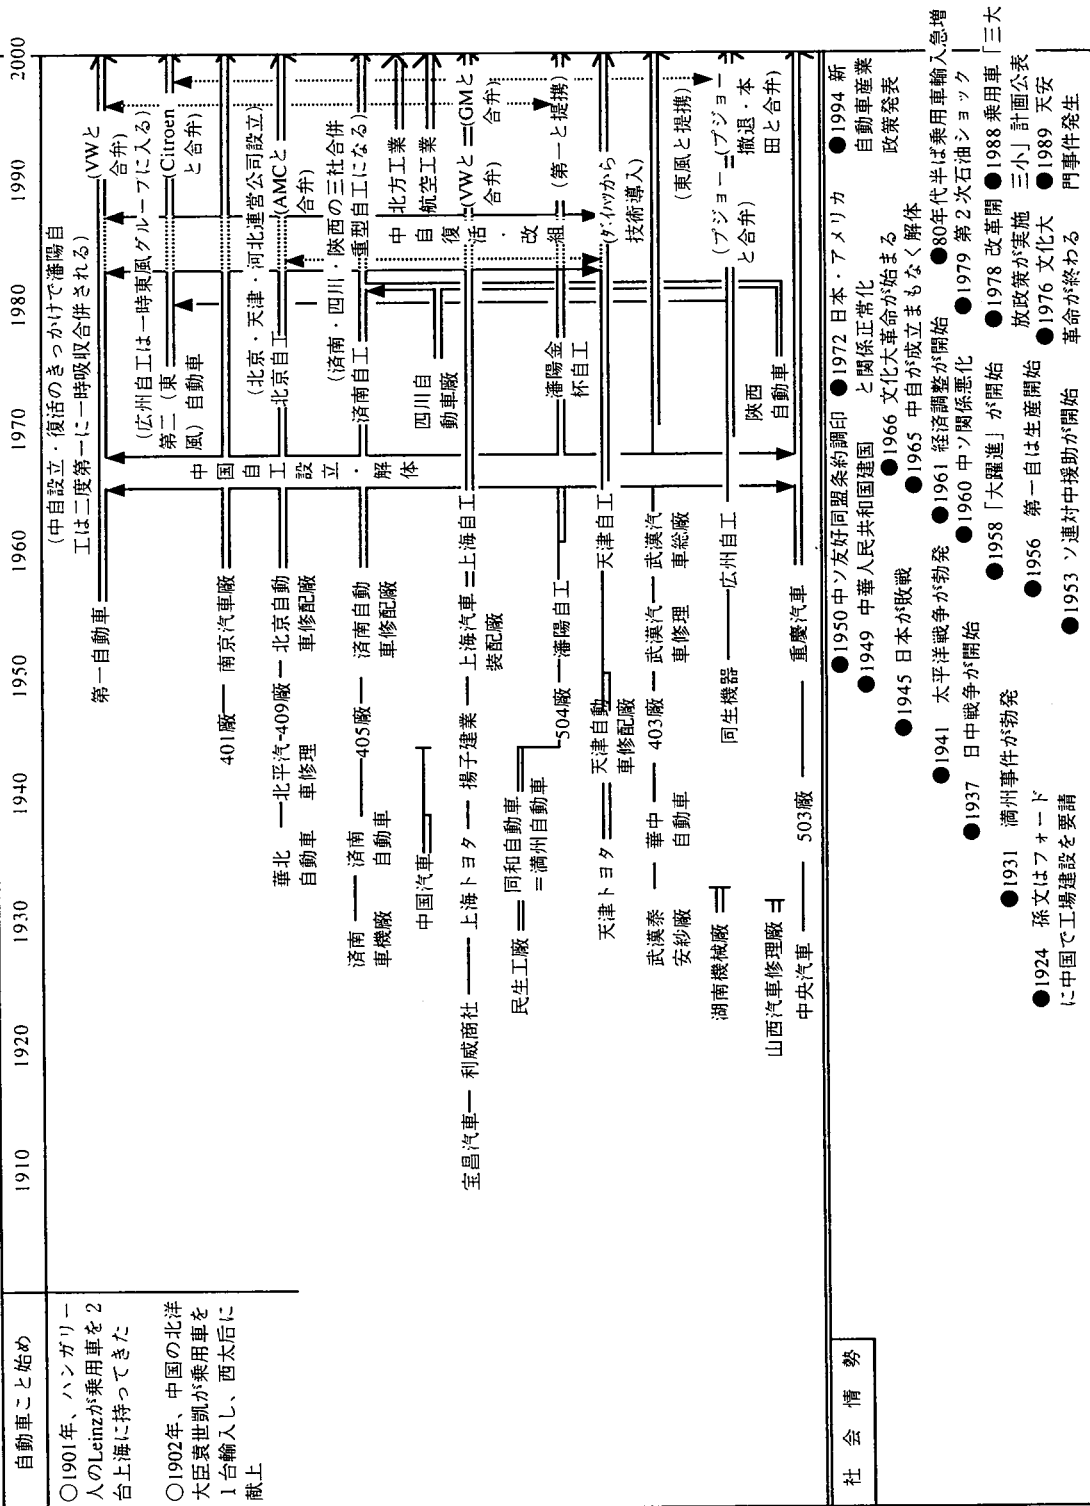 自動車こと始め
1910
1920
1930
1940
1950
1960
1970
1980
1990
2000
○1901年、ハンガリー
人のLeinzが乗用車を2
台上海に持ってきた
○1902年、中国の北洋
大臣袁世凱が乗用車を
1台輸入し、西太后に
献上
(中自設立・復活のきっかけで瀋陽自
工は二度第一に一時吸収合併される)
第一自動車
(VWと
合弁)
(広州自工は一時東風グループに入る)
第二(東
風)自動車
(Citroen
と合弁)
中国自工設立・解体
401廠
南京汽車廠
(北京・天津・河北連営公司設立)
華北
自動車
北平汽
車修理
409廠
北京自動
車修配廠
北京自工
(AMCと
合弁)
(済南・四川・陝西の三社合併
重型自工になる)
済南
車機廠
済南
自動車
405廠
済南自動
車修配廠
済南自工
北方工業
航空工業
中自復活・改組
中国汽車
四川自
動車廠
宝昌汽車
利威商社
上海トヨタ
揚子建業
上海汽車
装配廠
上海自工
(VWと
合弁)
(GMと
合弁)
民生工廠
同和自動車
=満州自動車
504廠
瀋陽自工
瀋陽金
杯自工
(第一と提携)
天津トヨタ
天津自動
車修配廠
天津自工
(ダイハツから
技術導入)
武漢泰
安紗廠
華中
自動車
403廠
武漢汽
車修理
武漢汽
車総廠
(東風と提携)
湖南機械廠
同生機器
広州自工
(プジョー
と合弁)
(プジョー
撤退・本
田と合弁)
山西汽車修理廠
陝西
自動車
中央汽車
503廠
重慶汽車
社会情勢
●1950 中ソ友好同盟条約調印
●1972 日本・アメリカ
と関係正常化
●1994 新
自動車産業
政策発表
●1949 中華人民共和国建国
●1966 文化大革命が始まる
●1945 日本が敗戦
●1965 中自が成立まもなく解体
●1941 太平洋戦争が勃発
●1961 経済調整が開始
●80年代半ば乗用車輸入急増
●1937 日中戦争が開始
●1960 中ソ関係悪化
●1979 第2次石油ショック
●1931 満州事件が勃発
●1958「大躍進」が開始
●1978 改革開
放政策が実施
●1988 乗用車「三大
三小」計画公表
●1924 孫文はフォード
に中国で工場建設を要請
●1956 第一自は生産開始
●1976 文化大
革命が終わる
●1989 天安
門事件発生
●1953 ソ連対中援助が開始